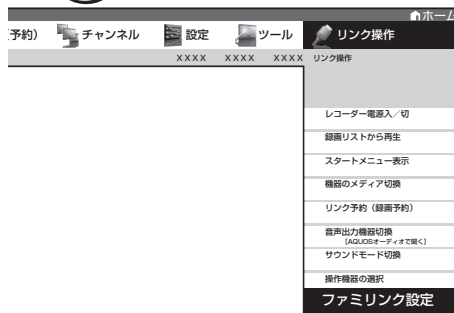 ホーム
予約) チャンネル 設定 ツール リンク操作
XXXX XXXX XXXX リンク操作
レコーダー電源入／切
録画リストから再生
スタートメニュー表示
機器のメディア切換
リンク予約（録画予約）
音声出力機器切換
［AQUOSオーディオで聞く］
サウンドモード切換
操作機器の選択
ファミリンク設定